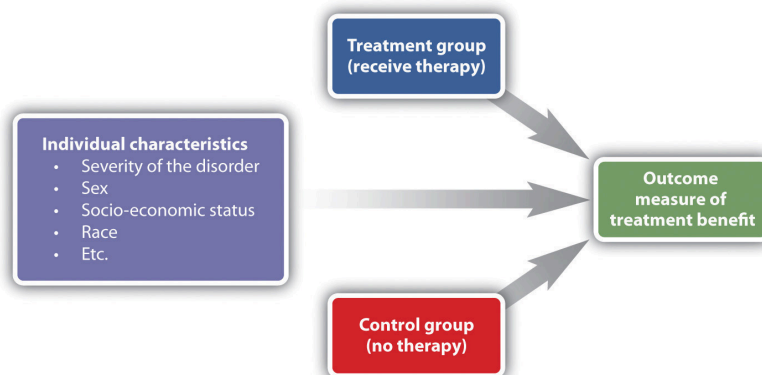 Treatment group
(receive therapy)
Individual characteristics
• Severity of the disorder
• Sex
• Socio-economic status
• Race
• Etc.
Outcome
measure of
treatment benefit
Control group
(no therapy)